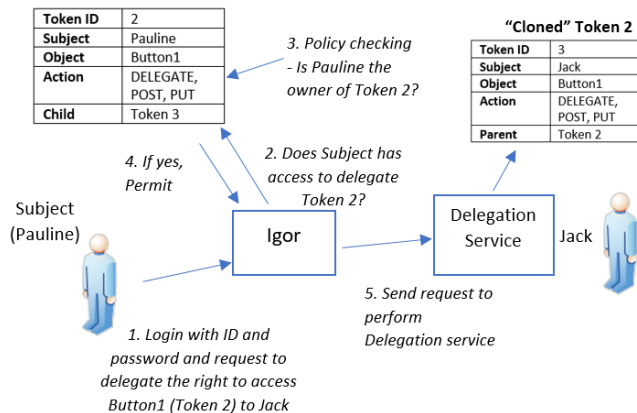 Token ID 2
Subject Pauline
Object Button1
Action DELEGATE,
POST, PUT
Child Token 3
3. Policy checking
- Is Pauline the
owner of Token 2?
“Cloned” Token 2
Token ID 3
Subject Jack
Object Button1
Action DELEGATE,
POST, PUT
Parent Token 2
4. If yes,
Permit
2. Does Subject has
access to delegate
Token 2?
Subject
(Pauline)
Igor
Delegation
Service
Jack
1. Login with ID and
password and request to
delegate the right to access
Button1 (Token 2) to Jack
5. Send request to
perform
Delegation service